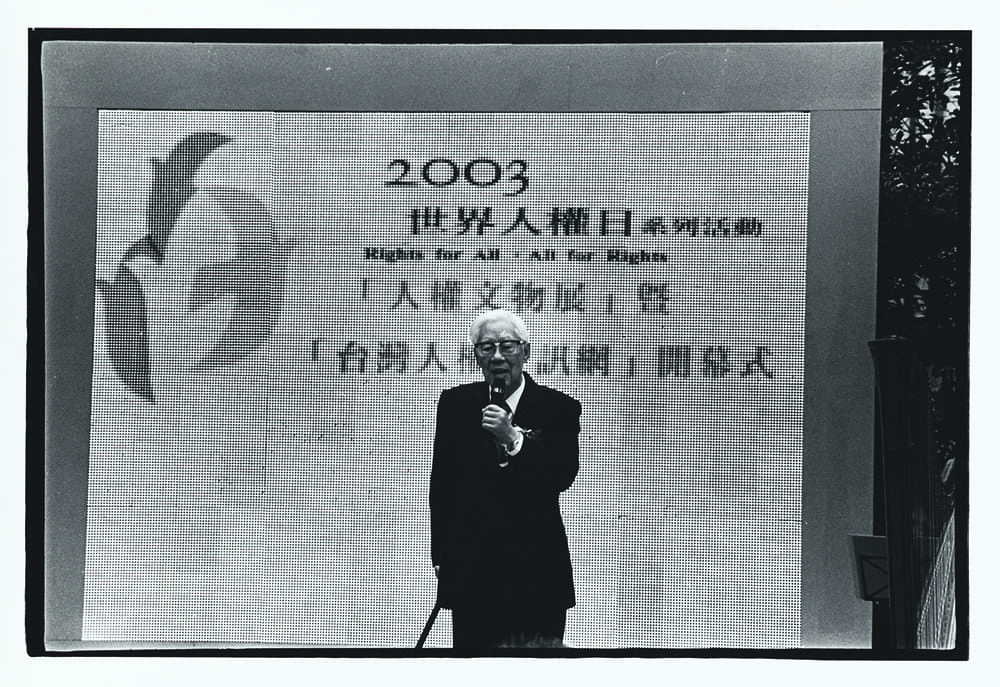 2003
世界人權日系列活動
Rights for All・All for Rights
「人權文物展」暨
「台灣人權 訊網」開幕式